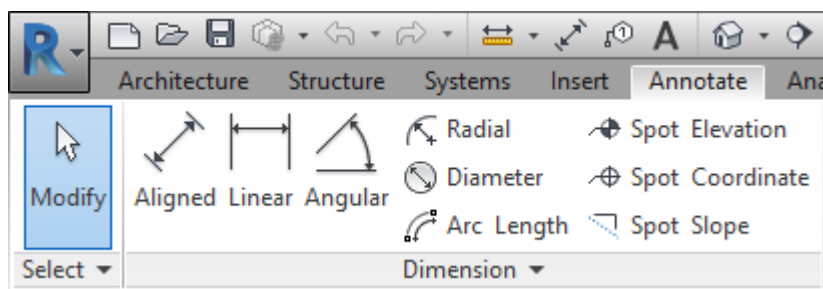 R A
Architecture Structure Systems Insert Annotate Ana
Modify Aligned Linear Angular
Radial Spot Elevation
Diameter Spot Coordinate
Arc Length Spot Slope
Select Dimension